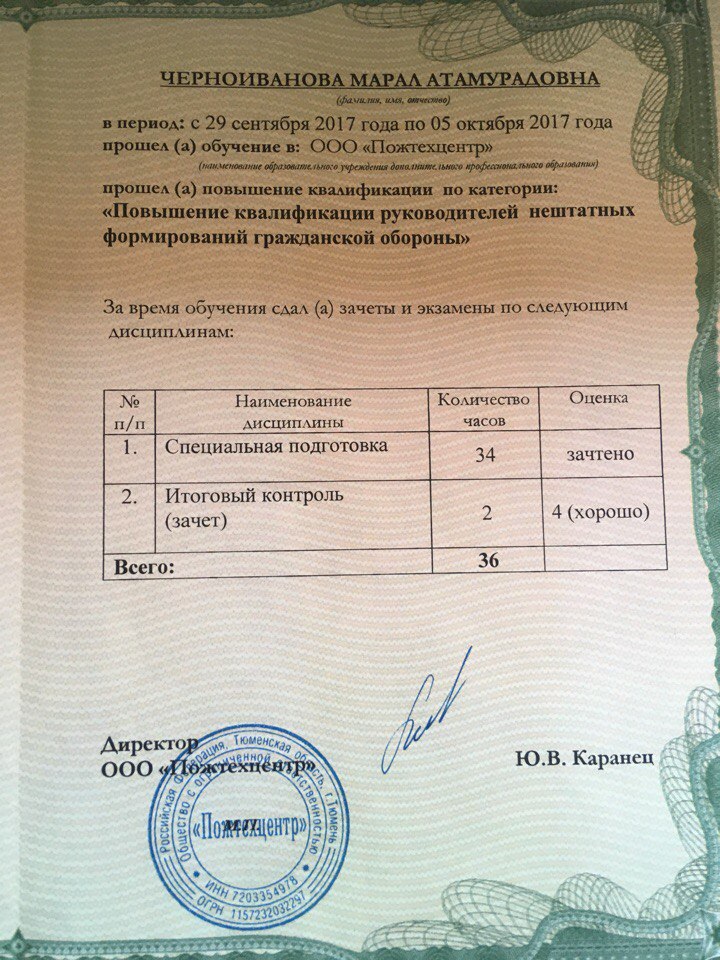 ЧЕРНОИВАНОВА МАРАЛ АТАМУРАДОВНА
(фамилия, имя, отчество)
в период: с 29 сентября 2017 года по 05 октября 2017 года
прошел (а) обучение в: ООО «Пожтехцентр»
(наименование образовательного учреждения дополнительного профессионального образования)
прошел (а) повышение квалификации по категории:
«Повышение квалификации руководителей нештатных
формирований гражданской обороны»
За время обучения сдал (а) зачеты и экзамены по следующим
дисциплинам:
№ п/п Наименование дисциплины Количество часов Оценка
1. Специальная подготовка 34 зачтено
2. Итоговый контроль (зачет) 2 4 (хорошо)
Всего: 36
Директор
ООО «Пожтехцентр»
Ю.В. Каранец
Российская Федерация, Тюменская область, г.Тюмень
Общество с ограниченной ответственностью
«Пожтехцентр»
М.П.
ИНН 7203354978
ОГРН 1157232032297